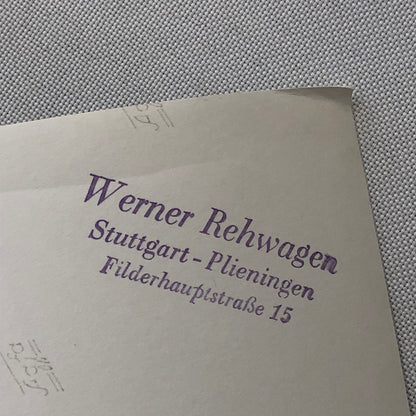 Werner Rehwagen
Stuttgart - Plieningen
Filderhauptstraße 15